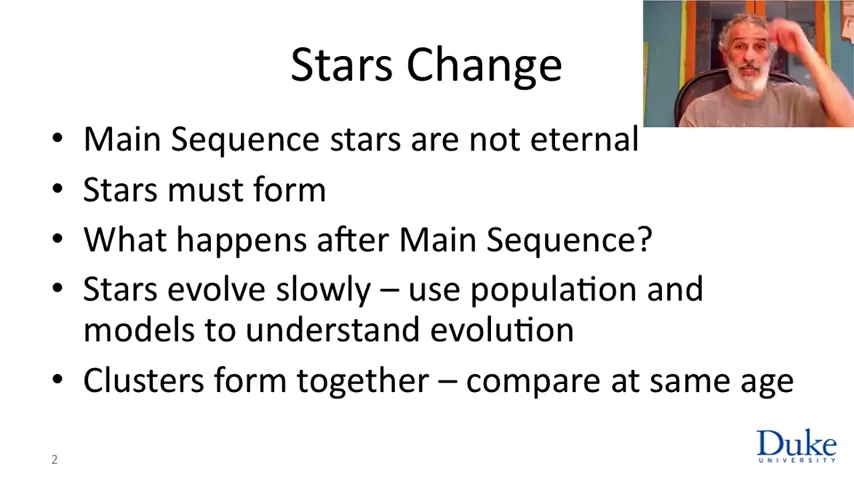 Stars Change
• Main Sequence stars are not eternal
• Stars must form
• What happens after Main Sequence?
• Stars evolve slowly – use population and
models to understand evolution
• Clusters form together – compare at same age
2
Duke
UNIVERSITY